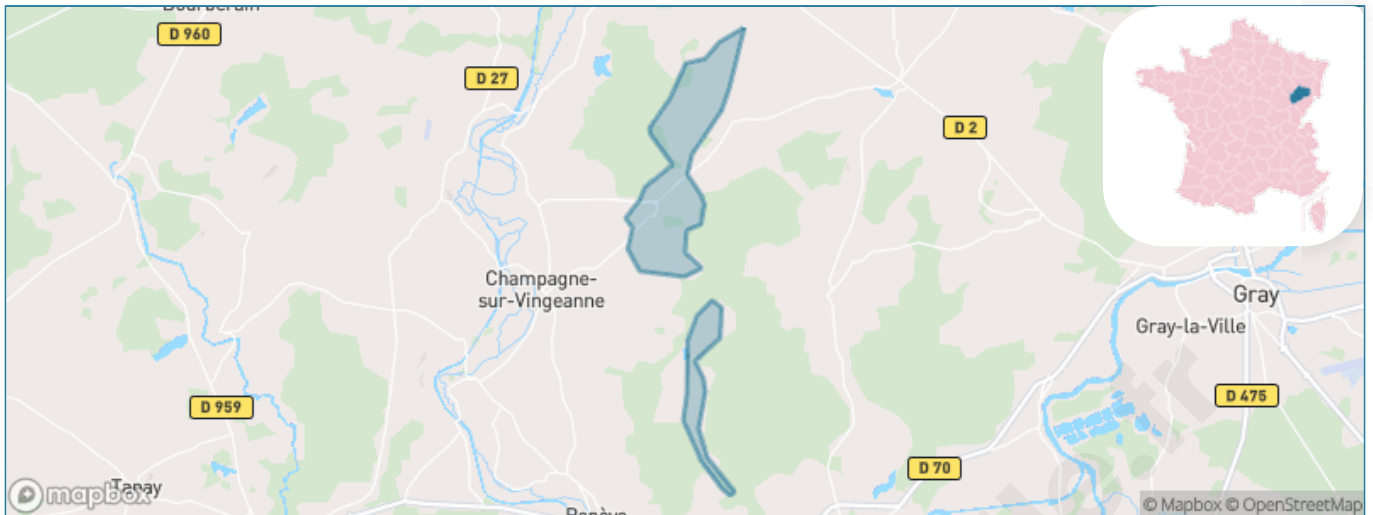 D 960
D 27
D 2
Champagne-
sur-Vingeanne
Gray
Gray-la-Ville
D 959
D 475
D 70
mapbox
© Mapbox © OpenStreetMap